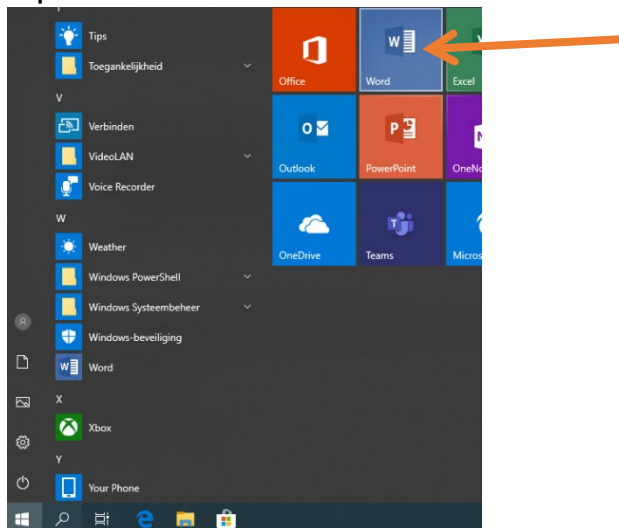 T
Tips
Toegankelijkheid
V
Verbinden
VideoLAN
Voice Recorder
W
Weather
Windows PowerShell
Windows Systeembeheer
Windows-beveiliging
Word
X
Xbox
Y
Your Phone
Office
Word
Excel
Outlook
PowerPoint
OneNo
OneDrive
Teams
Micros